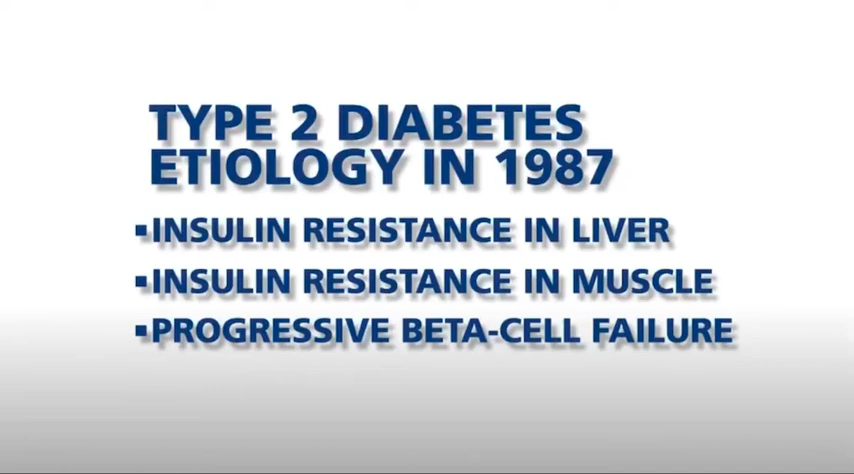 TYPE 2 DIABETES
ETIOLOGY IN 1987
▪INSULIN RESISTANCE IN LIVER
▪INSULIN RESISTANCE IN MUSCLE
▪PROGRESSIVE BETA-CELL FAILURE